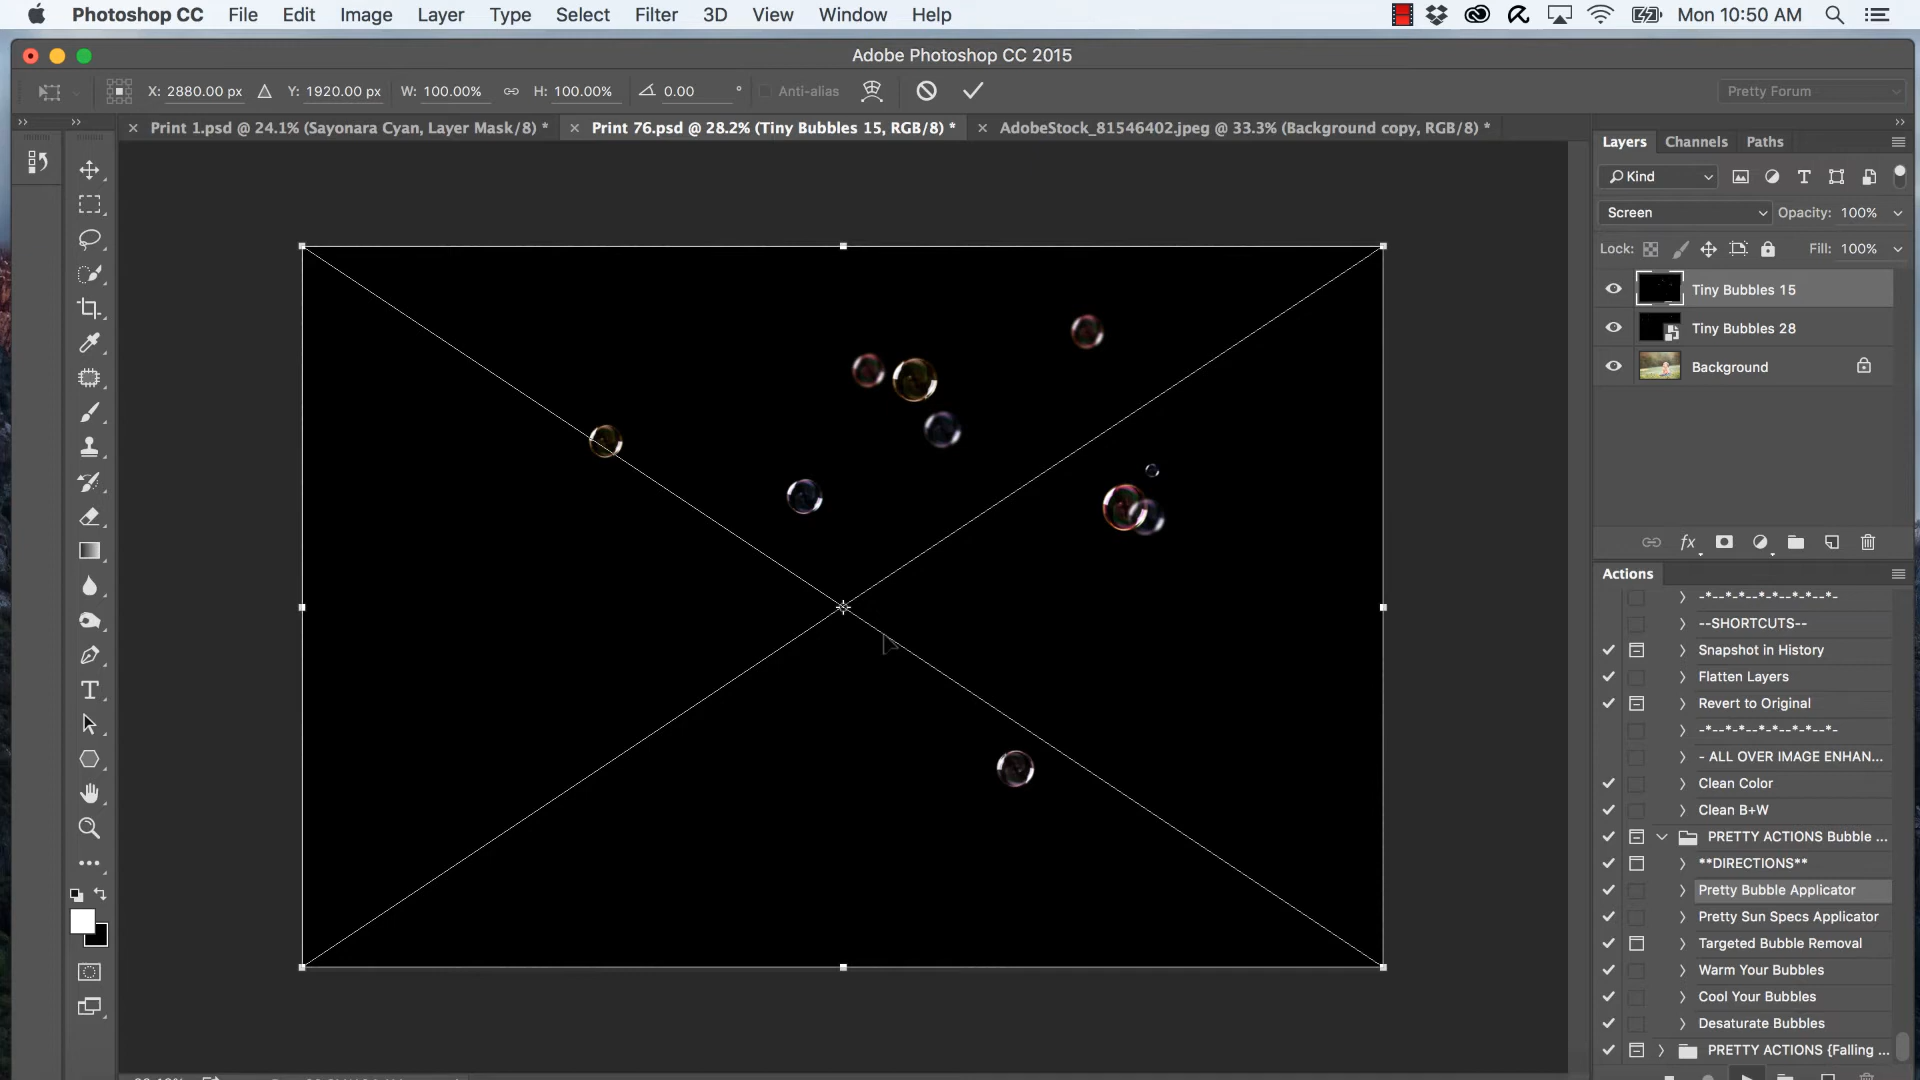 Photoshop CC File Edit Image Layer Type Select Filter 3D View Window Help Mon 10:50 AM
Adobe Photoshop CC 2015
X: 2880.00 px Y: 1920.00 px W: 100.00% H: 100.00% 0.00 ° Anti-alias Pretty Forum
Print 1.psd @ 24.1% (Sayonara Cyan, Layer Mask/8) * Print 76.psd @ 28.2% (Tiny Bubbles 15, RGB/8) * AdobeStock_81546402.jpeg @ 33.3% (Background copy, RGB/8) *
Layers Channels Paths
Kind
Screen Opacity: 100%
Lock: Fill: 100%
Tiny Bubbles 15
Tiny Bubbles 28
Background
fx
Actions
-*--*-*--*-*--*-*--*-
--SHORTCUTS--
Snapshot in History
Flatten Layers
Revert to Original
-*--*-*--*-*--*-*--*-
- ALL OVER IMAGE ENHAN...
Clean Color
Clean B+W
PRETTY ACTIONS Bubble ...
**DIRECTIONS**
Pretty Bubble Applicator
Pretty Sun Specs Applicator
Targeted Bubble Removal
Warm Your Bubbles
Cool Your Bubbles
Desaturate Bubbles
PRETTY ACTIONS {Falling ...